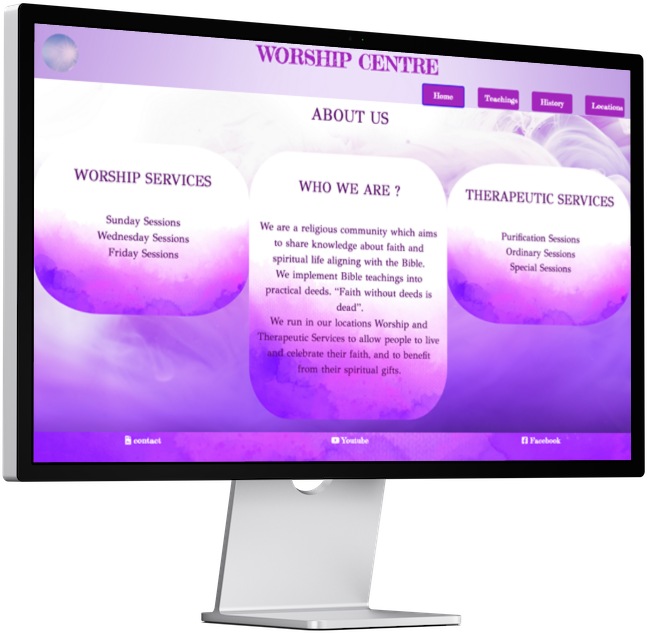 WORSHIP CENTRE
Home
Teachings
History
Locations
ABOUT US
WORSHIP SERVICES
Sunday Sessions
Wednesday Sessions
Friday Sessions
WHO WE ARE ?
We are a religious community which aims
to share knowledge about faith and
spiritual life aligning with the Bible.
We implement Bible teachings into
practical deeds. “Faith without deeds is
dead”.
We run in our locations Worship and
Therapeutic Services to allow people to live
and celebrate their faith, and to benefit
from their spiritual gifts.
THERAPEUTIC SERVICES
Purification Sessions
Ordinary Sessions
Special Sessions
contact
Youtube
Facebook